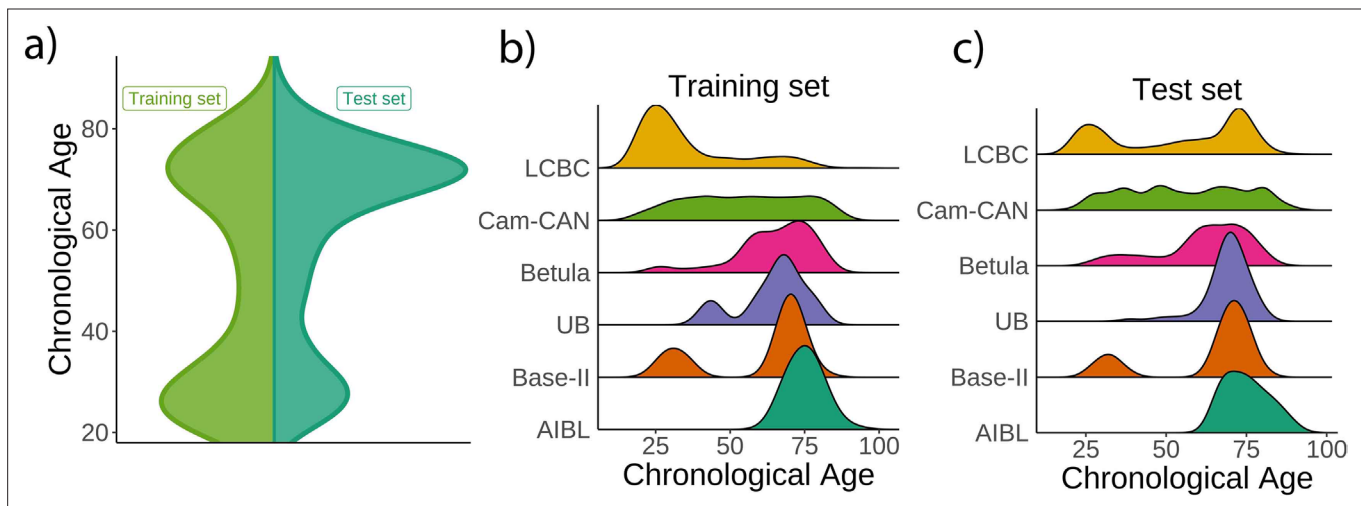 a)
Training set
Test set
Chronological Age
80
60
40
20
b)
Training set
LCBC
Cam-CAN
Betula
UB
Base-II
AIBL
25 50 75 100
Chronological Age
c)
Test set
LCBC
Cam-CAN
Betula
UB
Base-II
AIBL
25 50 75 100
Chronological Age